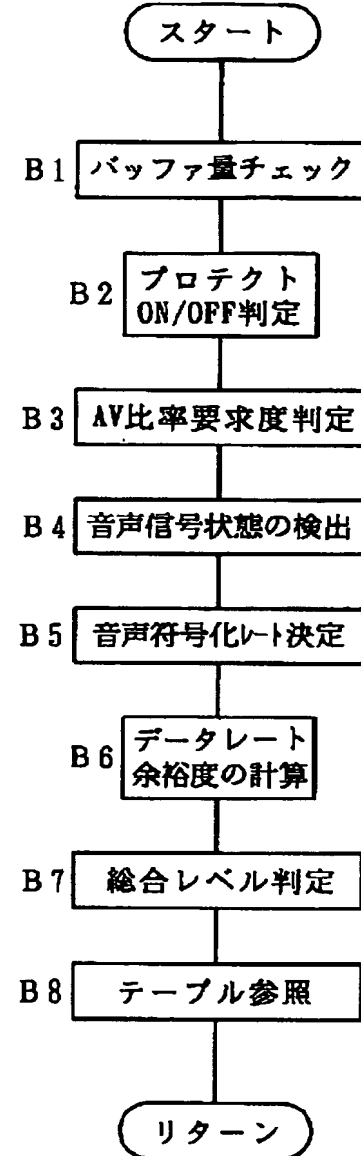 スタート
B1 バッファ量チェック
B2 プロテクト
ON/OFF判定
B3 AV比率要求度判定
B4 音声信号状態の検出
B5 音声符号化ﾚｰﾄ決定
B6 データレート
余裕度の計算
B7 総合レベル判定
B8 テーブル参照
リターン